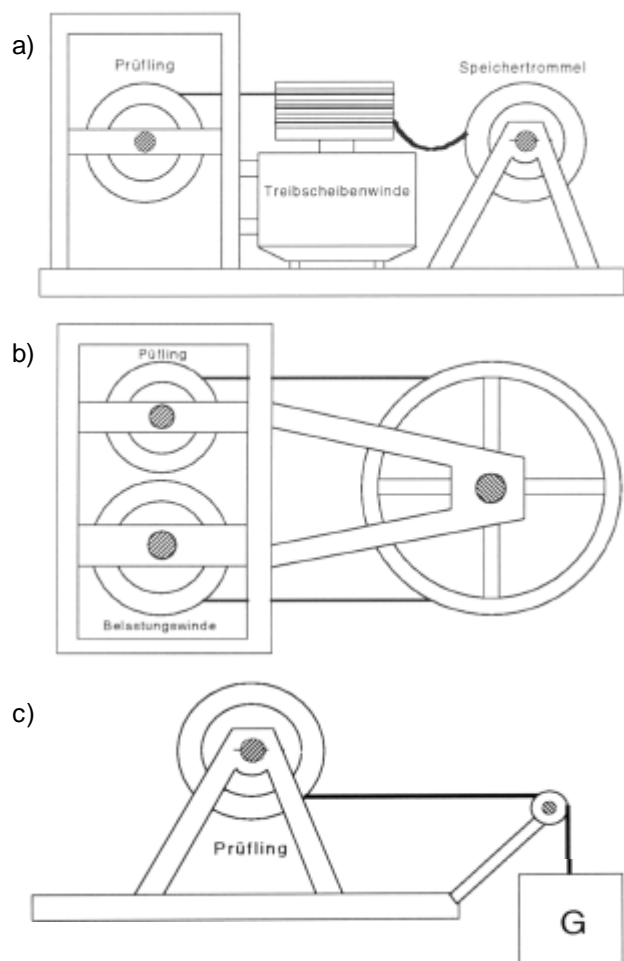 a)
Prüfling
Speichertrommel
Treibscheibenwinde
b)
Püfling
Belastungswinde
c)
Prüfling
G